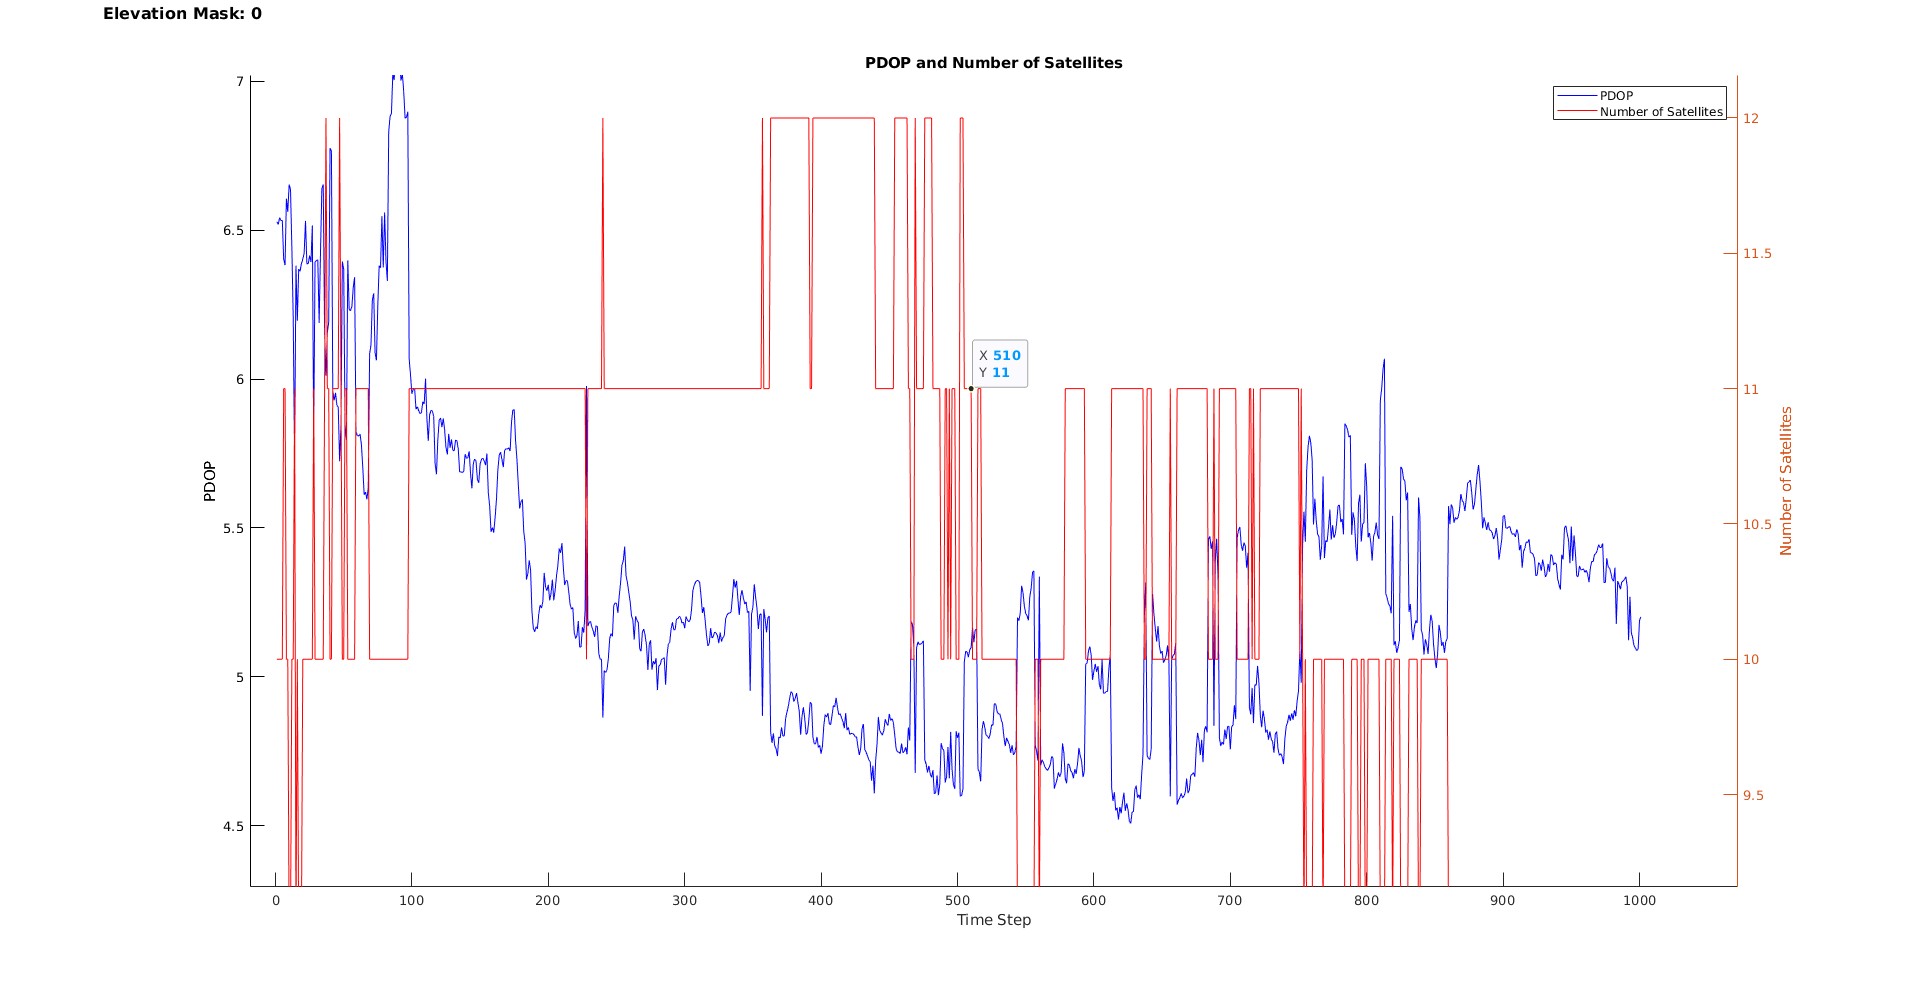 Elevation Mask: 0
PDOP and Number of Satellites
PDOP
Number of Satellites
7
6.5
6
5.5
5
4.5
PDOP
X 510
Y 11
12
11.5
11
10.5
10
9.5
Number of Satellites
0 100 200 300 400 500 600 700 800 900 1000
Time Step